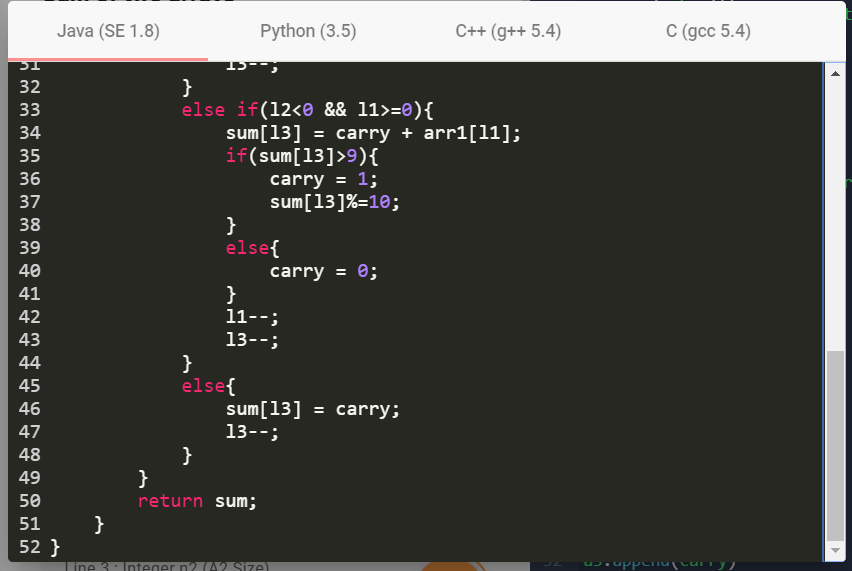 Java (SE 1.8) Python (3.5) C++ (g++ 5.4) C (gcc 5.4)
31 l3--;
32 }
33 else if(l2<0 && l1>=0){
34 sum[l3] = carry + arr1[l1];
35 if(sum[l3]>9){
36 carry = 1;
37 sum[l3]%=10;
38 }
39 else{
40 carry = 0;
41 }
42 l1--;
43 l3--;
44 }
45 else{
46 sum[l3] = carry;
47 l3--;
48 }
49 }
50 return sum;
51 }
52 }
Line 3 : Integer n2 (A2 Size)
52 a3.append(carry)